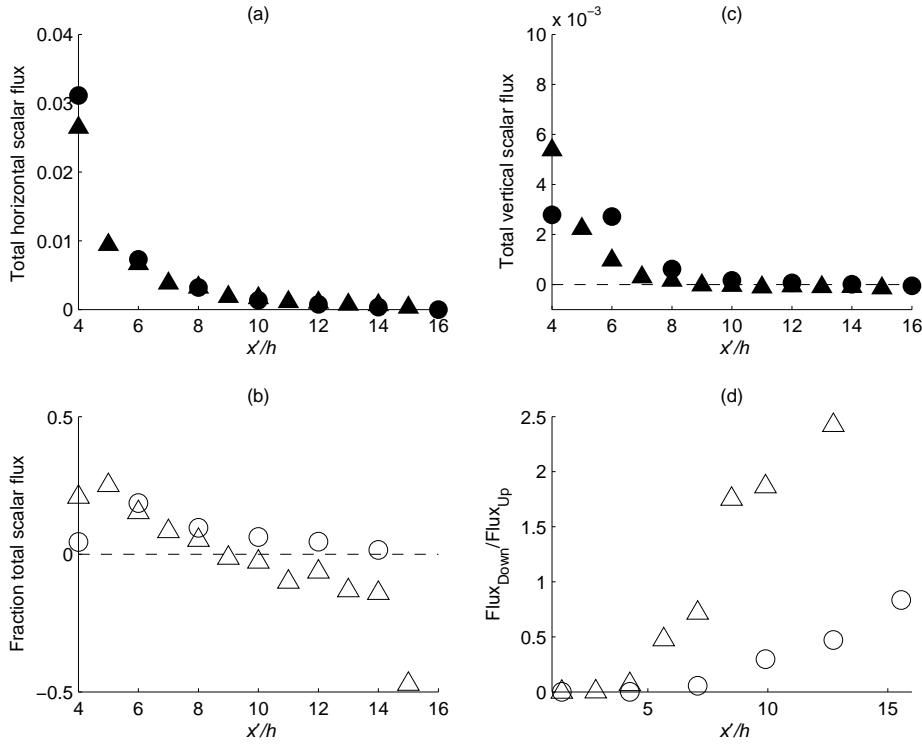 (a)
Total horizontal scalar flux
0.04
0.03
0.02
0.01
0
4 6 8 10 12 14 16
x'/h
(c)
x 10⁻³
Total vertical scalar flux
10
8
6
4
2
0
4 6 8 10 12 14 16
x'/h
(b)
Fraction total scalar flux
0.5
0
−0.5
4 6 8 10 12 14 16
x'/h
(d)
Flux_Down/Flux_Up
2.5
2
1.5
1
0.5
0
5 10 15
x'/h